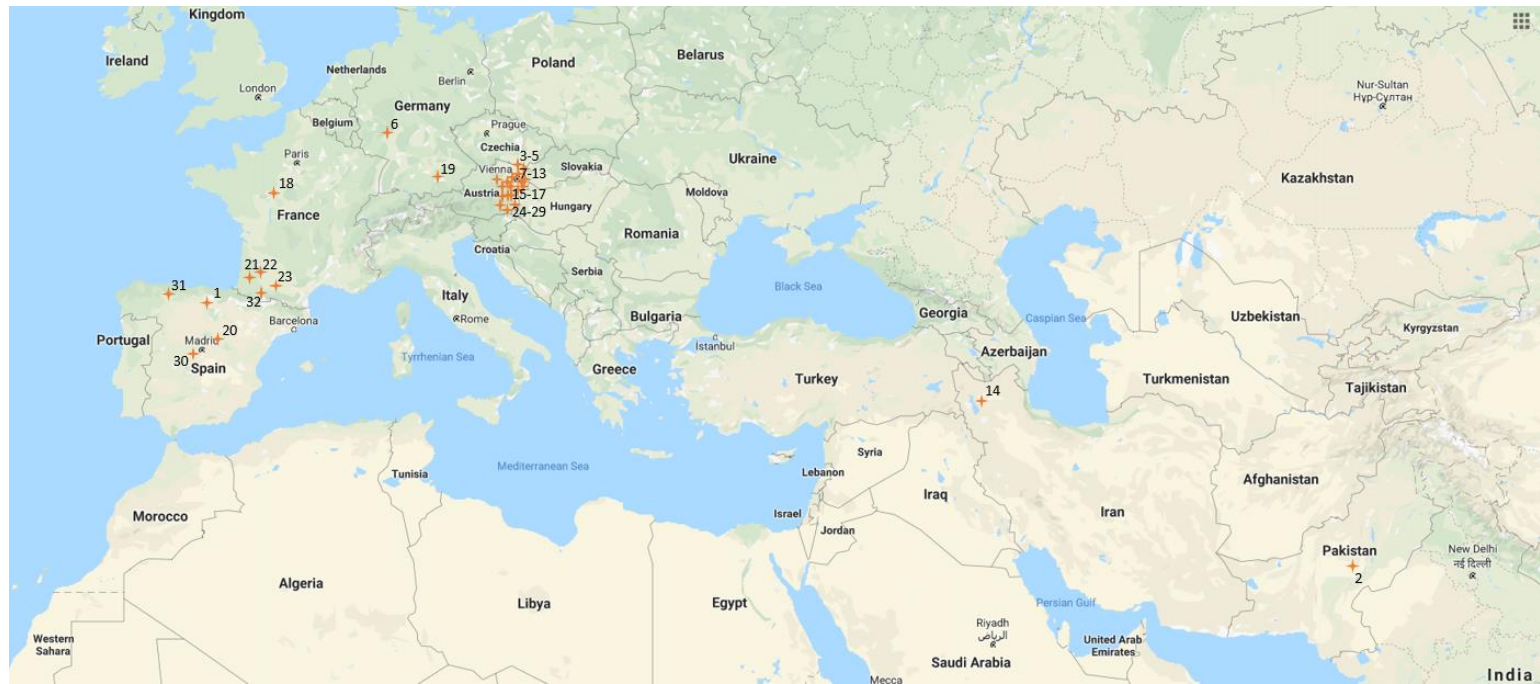 Kingdom
Ireland
Netherlands
Berlin
Poland
Belarus
London
Germany
Nur-Sultan
Нұр-Сұлтан
Belgium
6
Prague
Czechia
3-5
Paris
19
Vienna
7-13
Slovakia
Ukraine
Kazakhstan
18
Austria
15-17
Moldova
France
24-29
Hungary
Romania
Croatia
21 22
23
31
1
32
Serbia
Black Sea
Italy
Rome
Bulgaria
Georgia
Caspian Sea
Uzbekistan
Kyrgyzstan
Barcelona
Portugal
20
Madrid
30
Spain
Tyrrhenian Sea
İstanbul
Azerbaijan
Greece
Turkey
Turkmenistan
Tajikistan
14
Mediterranean Sea
Tunisia
Syria
Lebanon
Iraq
Afghanistan
Morocco
Israel
Jordan
Iran
Pakistan
2
New Delhi
नई दिल्ली
Algeria
Libya
Egypt
Persian Gulf
Western
Sahara
Riyadh
الرياض
United Arab
Emirates
Saudi Arabia
Mecca
India